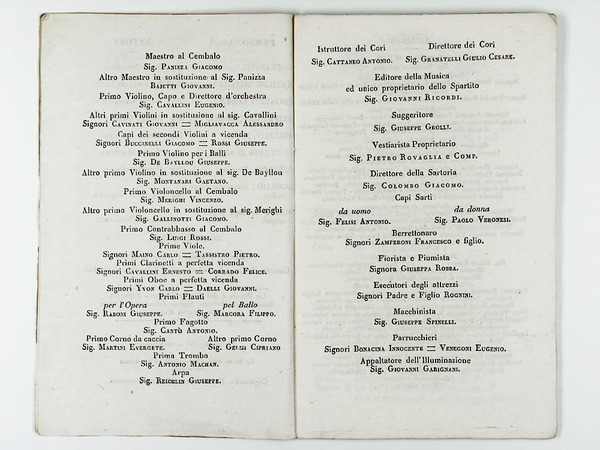 Maestro al Cembalo
Sig. Panizza Giacomo
Altro Maestro in sostituzione al Sig. Panizza
Bajetti Giovanni.
Primo Violino, Capo e Direttore d'orchestra
Sig. Cavallini Eugenio.
Altri primi Violini in sostituzione al sig. Cavallini
Signori Cavinati Giovanni = Migliavacca Alessandro
Capi dei secondi Violini a vicenda
Signori Boccinelli Giacomo = Rossi Giuseppe.
Primo Violino per i Balli
Sig. De Bayllou Giuseppe.
Altro primo Violino in sostituzione al sig. De Bayllou
Sig. Montanari Gaetano.
Primo Violoncello al Cembalo
Sig. Merighi Vincenzo.
Altro primo Violoncello in sostituzione al sig. Merighi
Sig. Gallinotti Giacomo.
Primo Contrabbasso al Cembalo
Sig. Luigi Rossi.
Prime Viole.
Signori Maino Carlo = Tassistro Pietro.
Primi Clarinetti a perfetta vicenda
Signori Cavallini Ernesto = Corrado Felice.
Primi Oboe a perfetta vicenda
Signori Yvon Carlo = Daelli Giovanni.
Primi Flauti
per l'Opera pel Ballo
Sig. Raboni Giuseppe. Sig. Marcora Filippo.
Primo Fagotto
Sig. Cantù Antonio.
Primo Corno da caccia Altro primo Corno
Sig. Martini Evergete. Sig. Gelmi Cipriano
Prima Tromba
Sig. Antonio Machan.
Arpa
Sig. Reichlin Giuseppe.
Istruttore dei Cori Direttore dei Cori
Sig. Cattaneo Antonio. Sig. Granatelli Giulio Cesare.
Editore della Musica
ed unico proprietario dello Spartito
Sig. Giovanni Ricordi.
Suggeritore
Sig. Giuseppe Grolli.
Vestiarista Proprietario
Sig. Pietro Rovaglia e Comp.
Direttore della Sartoria
Sig. Colombo Giacomo.
Capi Sarti
da uomo da donna
Sig. Felisi Antonio. Sig. Paolo Veronesi.
Berrettonaro
Signori Zamperoni Francesco e figlio.
Fiorista e Piumista
Signora Giuseppa Robba.
Esecutori degli attrezzi
Signori Padre e Figlio Rognini.
Macchinista
Sig. Giuseppe Spinelli.
Parrucchieri
Signori Bonacina Innocente = Venegoni Eugenio.
Appaltatore dell'Illuminazione
Sig. Giovanni Garignani.